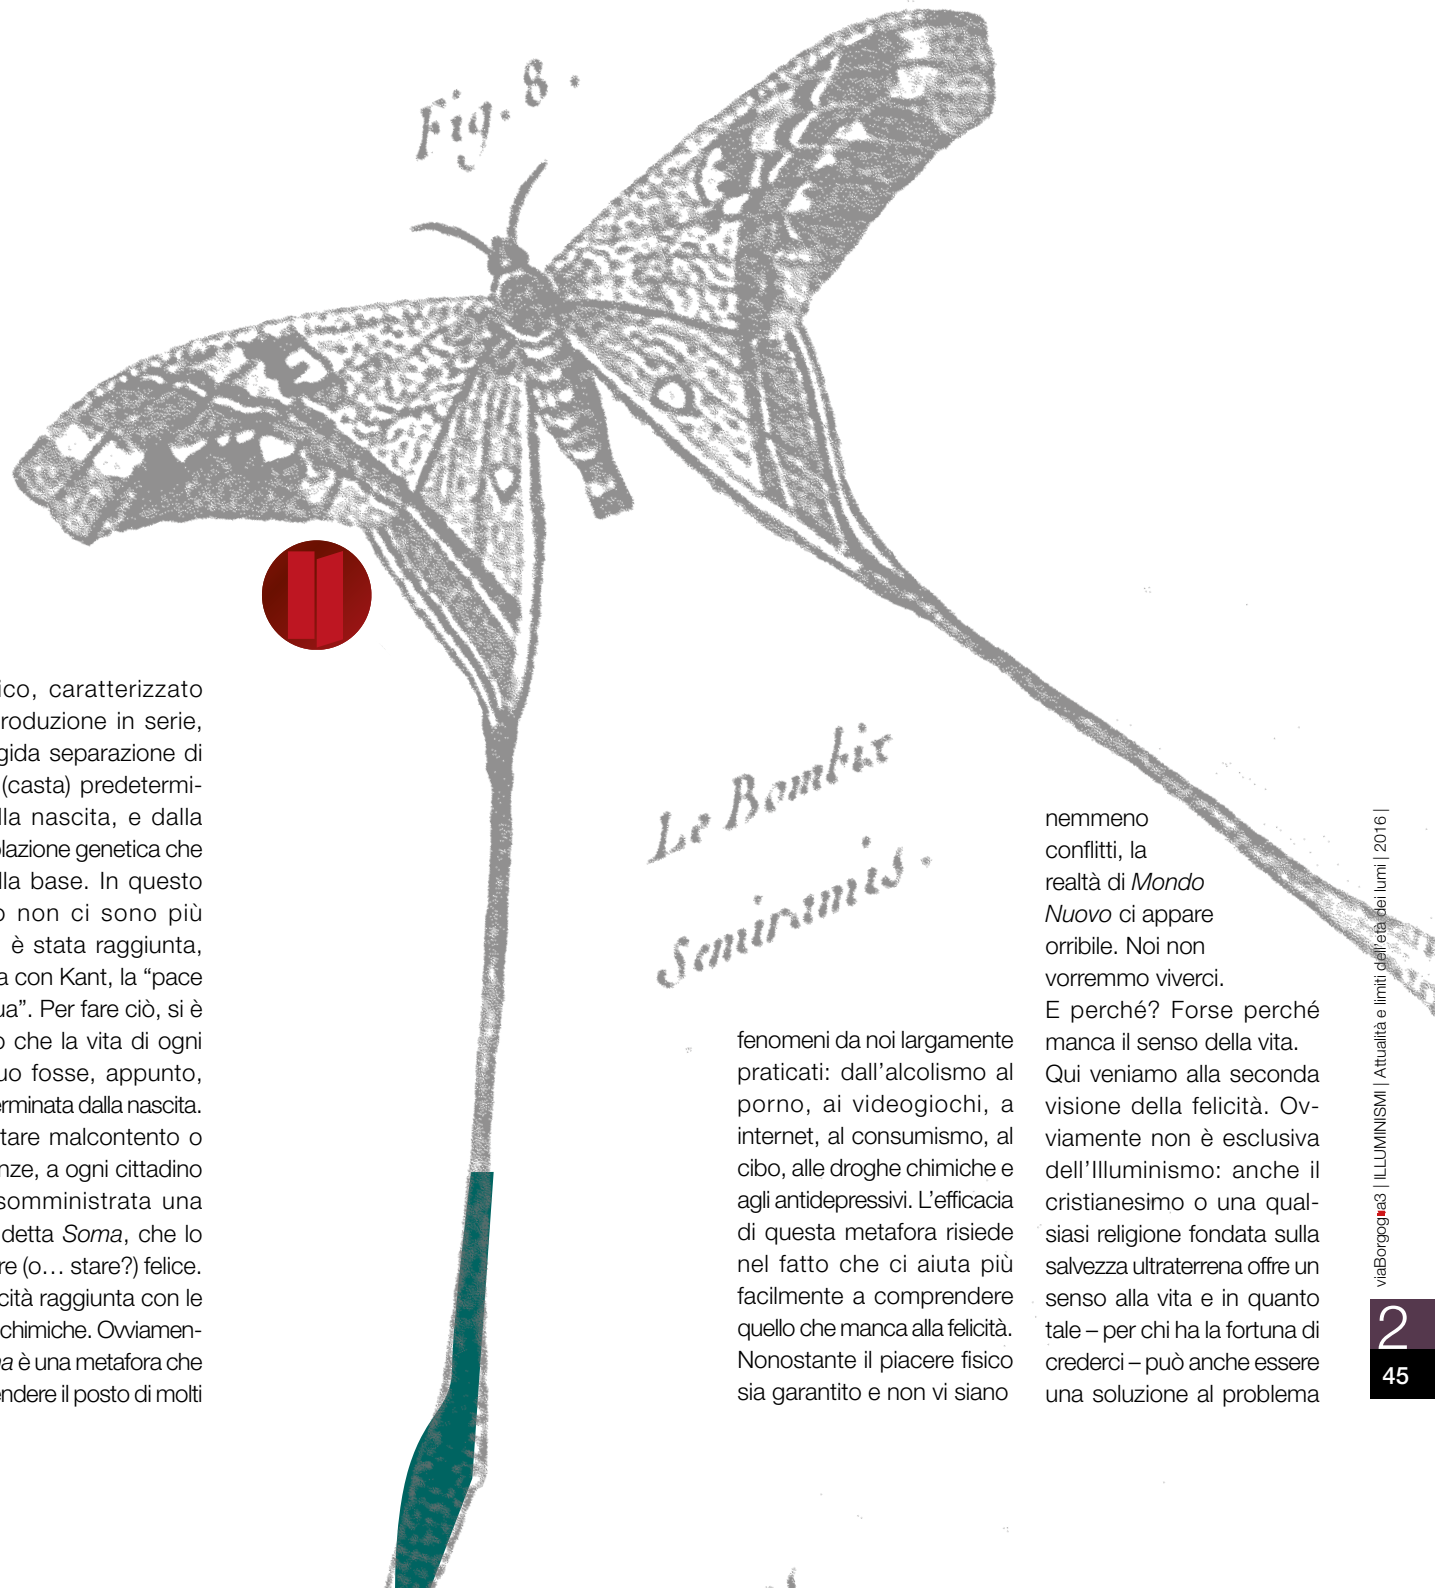 Fig. 8.
ico, caratterizzato
roduzione in serie,
gida separazione di
(casta) predetermi-
lla nascita, e dalla
olazione genetica che
lla base. In questo
o non ci sono più
è stata raggiunta,
a con Kant, la “pace
ua”. Per fare ciò, si è
o che la vita di ogni
uo fosse, appunto,
erminata dalla nascita.
tare malcontento o
nze, a ogni cittadino
somministrata una
detta Soma, che lo
re (o… stare?) felice.
cità raggiunta con le
chimiche. Ovviamen-
a è una metafora che
endere il posto di molti
Le Bombix
Semiramis.
fenomeni da noi largamente
praticati: dall’alcolismo al
porno, ai videogiochi, a
internet, al consumismo, al
cibo, alle droghe chimiche e
agli antidepressivi. L’efficacia
di questa metafora risiede
nel fatto che ci aiuta più
facilmente a comprendere
quello che manca alla felicità.
Nonostante il piacere fisico
sia garantito e non vi siano
nemmeno
conflitti, la
realtà di Mondo
Nuovo ci appare
orribile. Noi non
vorremmo viverci.
E perché? Forse perché
manca il senso della vita.
Qui veniamo alla seconda
visione della felicità. Ov-
viamente non è esclusiva
dell’Illuminismo: anche il
cristianesimo o una qual-
siasi religione fondata sulla
salvezza ultraterrena offre un
senso alla vita e in quanto
tale – per chi ha la fortuna di
crederci – può anche essere
una soluzione al problema
viaBorgogna3 | ILLUMINISMI | Attualità e limiti dell’età dei lumi | 2016 |
2
45